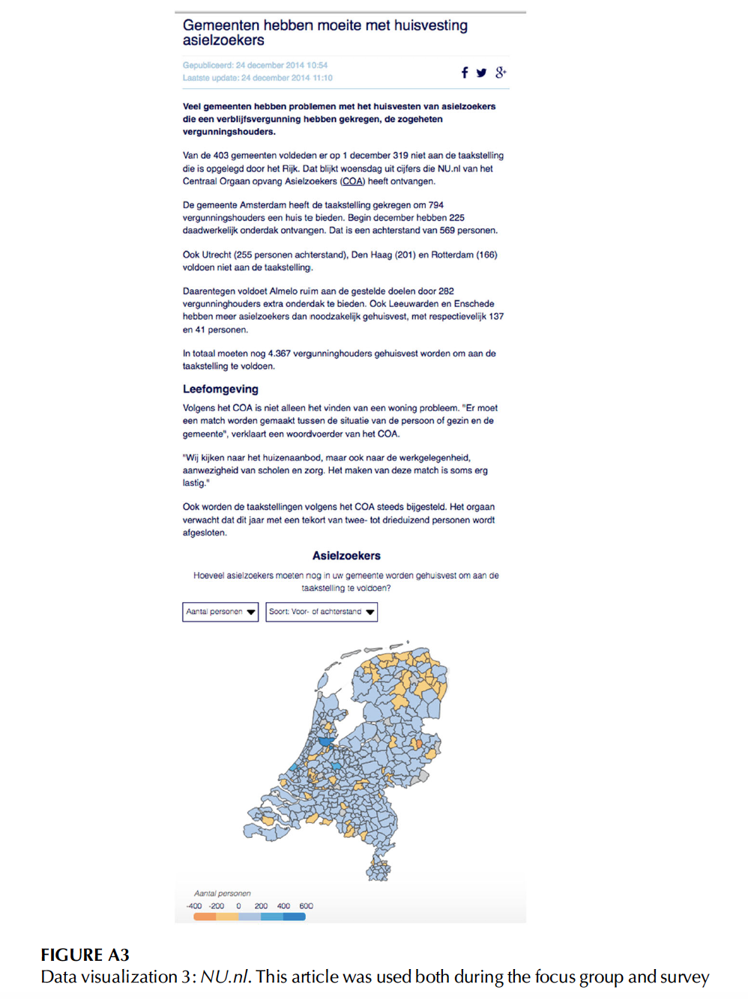 Gemeenten hebben moeite met huisvesting
asielzoekers
Gepubliceerd: 24 december 2014 10:54
Laatste update: 24 december 2014 11:10
Veel gemeenten hebben problemen met het huisvesten van asielzoekers
die een verblijfsvergunning hebben gekregen, de zogeheten
vergunningshouders.
Van de 403 gemeenten voldeden er op 1 december 319 niet aan de taakstelling
die is opgelegd door het Rijk. Dat blijkt woensdag uit cijfers die NU.nl van het
Centraal Orgaan opvang Asielzoekers (COA) heeft ontvangen.
De gemeente Amsterdam heeft de taakstelling gekregen om 794
vergunningshouders een huis te bieden. Begin december hebben 225
daadwerkelijk onderdak ontvangen. Dat is een achterstand van 569 personen.
Ook Utrecht (255 personen achterstand), Den Haag (201) en Rotterdam (166)
voldoen niet aan de taakstelling.
Daarentegen voldoet Almelo ruim aan de gestelde doelen door 282
vergunninghouders extra onderdak te bieden. Ook Leeuwarden en Enschede
hebben meer asielzoekers dan noodzakelijk gehuisvest, met respectievelijk 137
en 41 personen.
In totaal moeten nog 4.367 vergunninghouders gehuisvest worden om aan de
taakstelling te voldoen.
Leefomgeving
Volgens het COA is niet alleen het vinden van een woning probleem. "Er moet
een match worden gemaakt tussen de situatie van de persoon of gezin en de
gemeente", verklaart een woordvoerder van het COA.
"Wij kijken naar het huizenaanbod, maar ook naar de werkgelegenheid,
aanwezigheid van scholen en zorg. Het maken van deze match is soms erg
lastig."
Ook worden de taakstellingen volgens het COA steeds bijgesteld. Het orgaan
verwacht dat dit jaar met een tekort van twee- tot drieduizend personen wordt
afgesloten.
Asielzoekers
Hoeveel asielzoekers moeten nog in uw gemeente worden gehuisvest om aan de
taakstelling te voldoen?
Aantal personen
Soort: Voor- of achterstand
Aantal personen
-400 -200 0 200 400 600
FIGURE A3
Data visualization 3: NU.nl. This article was used both during the focus group and survey